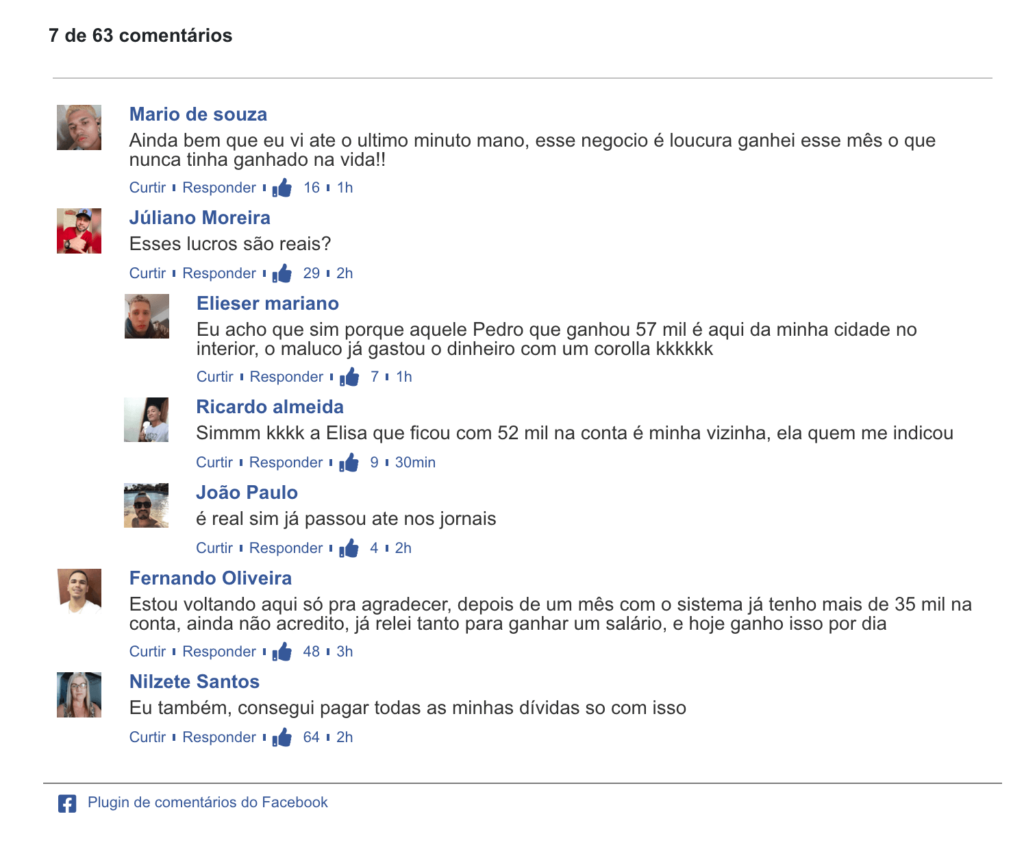 7 de 63 comentários
Mario de souza
Ainda bem que eu vi ate o ultimo minuto mano, esse negocio é loucura ganhei esse mês o que
nunca tinha ganhado na vida!!
Curtir Responder 16 1h
Júliano Moreira
Esses lucros são reais?
Curtir Responder 29 2h
Elieser mariano
Eu acho que sim porque aquele Pedro que ganhou 57 mil é aqui da minha cidade no
interior, o maluco já gastou o dinheiro com um corolla kkkkkk
Curtir Responder 7 1h
Ricardo almeida
Simmm kkkk a Elisa que ficou com 52 mil na conta é minha vizinha, ela quem me indicou
Curtir Responder 9 30min
João Paulo
é real sim já passou ate nos jornais
Curtir Responder 4 2h
Fernando Oliveira
Estou voltando aqui só pra agradecer, depois de um mês com o sistema já tenho mais de 35 mil na
conta, ainda não acredito, já relei tanto para ganhar um salário, e hoje ganho isso por dia
Curtir Responder 48 3h
Nilzete Santos
Eu também, consegui pagar todas as minhas dívidas so com isso
Curtir Responder 64 2h
Plugin de comentários do Facebook